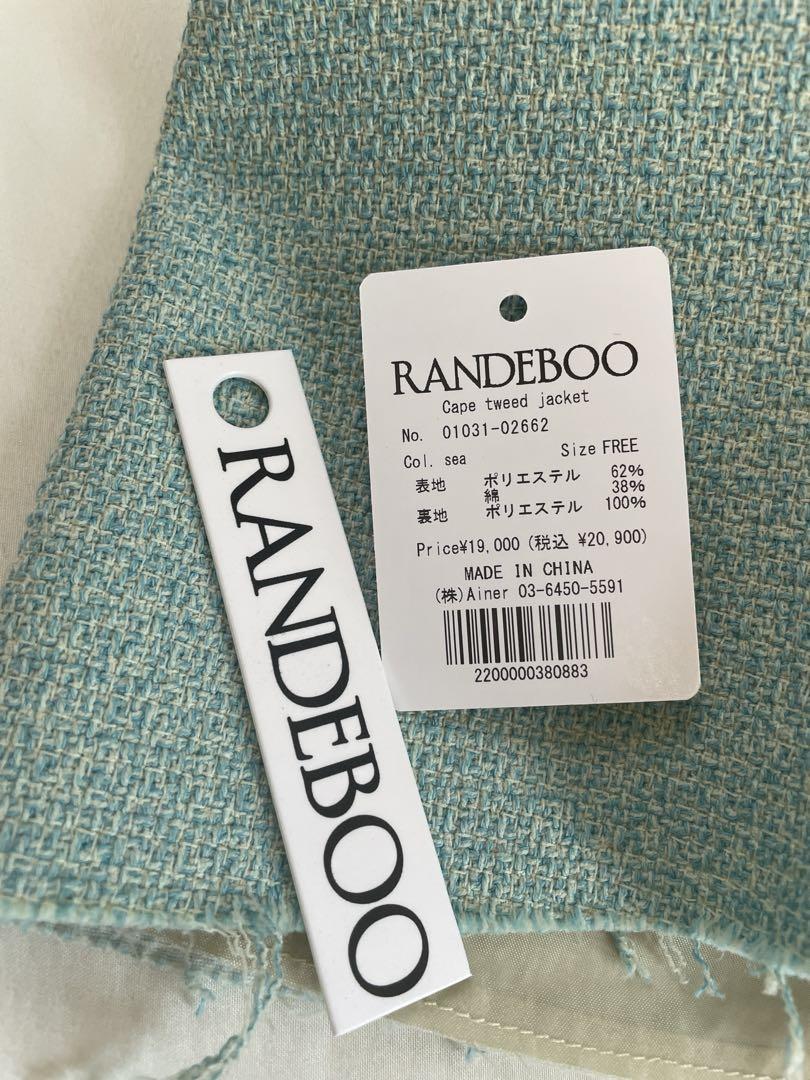 RANDEBOO
Cape tweed jacket
No. 01031-02662
Col. sea Size FREE
表地 ポリエステル 62%
綿 38%
裏地 ポリエステル 100%
Price¥19,000 (税込 ¥20,900)
MADE IN CHINA
(株)Ainer 03-6450-5591
2200000380883
RANDEBOO